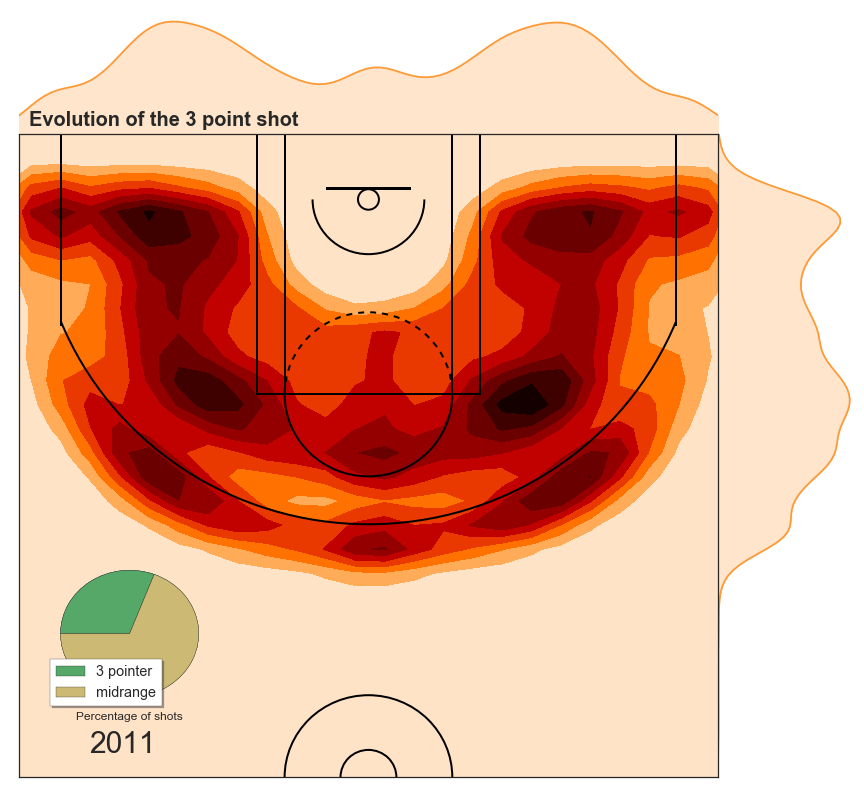 Evolution of the 3 point shot
3 pointer
midrange
Percentage of shots
2011